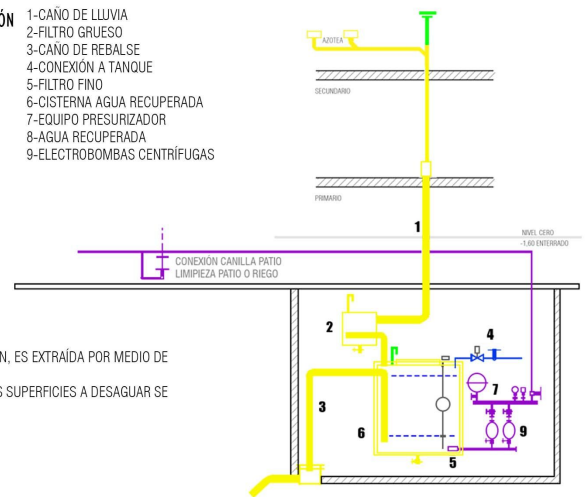 ÓN
1-CAÑO DE LLUVIA
2-FILTRO GRUESO
3-CAÑO DE REBALSE
4-CONEXIÓN A TANQUE
5-FILTRO FINO
6-CISTERNA AGUA RECUPERADA
7-EQUIPO PRESURIZADOR
8-AGUA RECUPERADA
9-ELECTROBOMBAS CENTRÍFUGAS
AZOTEA
SECUNDARIO
PRIMARIO
1
NIVEL CERO
-1,60 ENTERRADO
CONEXIÓN CANILLA PATIO
LIMIPIEZA PATIO O RIEGO
2
4
N, ES EXTRAÍDA POR MEDIO DE
S SUPERFICIES A DESAGUAR SE
3
7
6
9
5